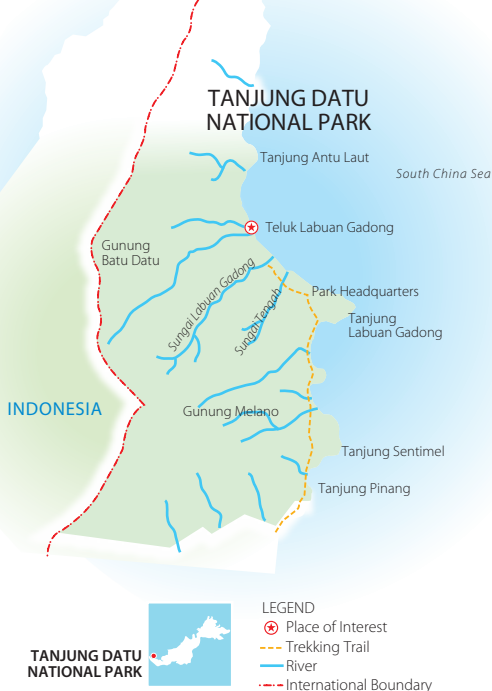 TANJUNG DATU
NATIONAL PARK
Tanjung Antu Laut
South China Sea
Teluk Labuan Gadong
Gunung
Batu Datu
Sungai Labuan Gadong
Sungai Tengah
Park Headquarters
Tanjung
Labuan Gadong
INDONESIA
Gunung Melano
Tanjung Sentimel
Tanjung Pinang
TANJUNG DATU
NATIONAL PARK
LEGEND
Place of Interest
Trekking Trail
River
International Boundary